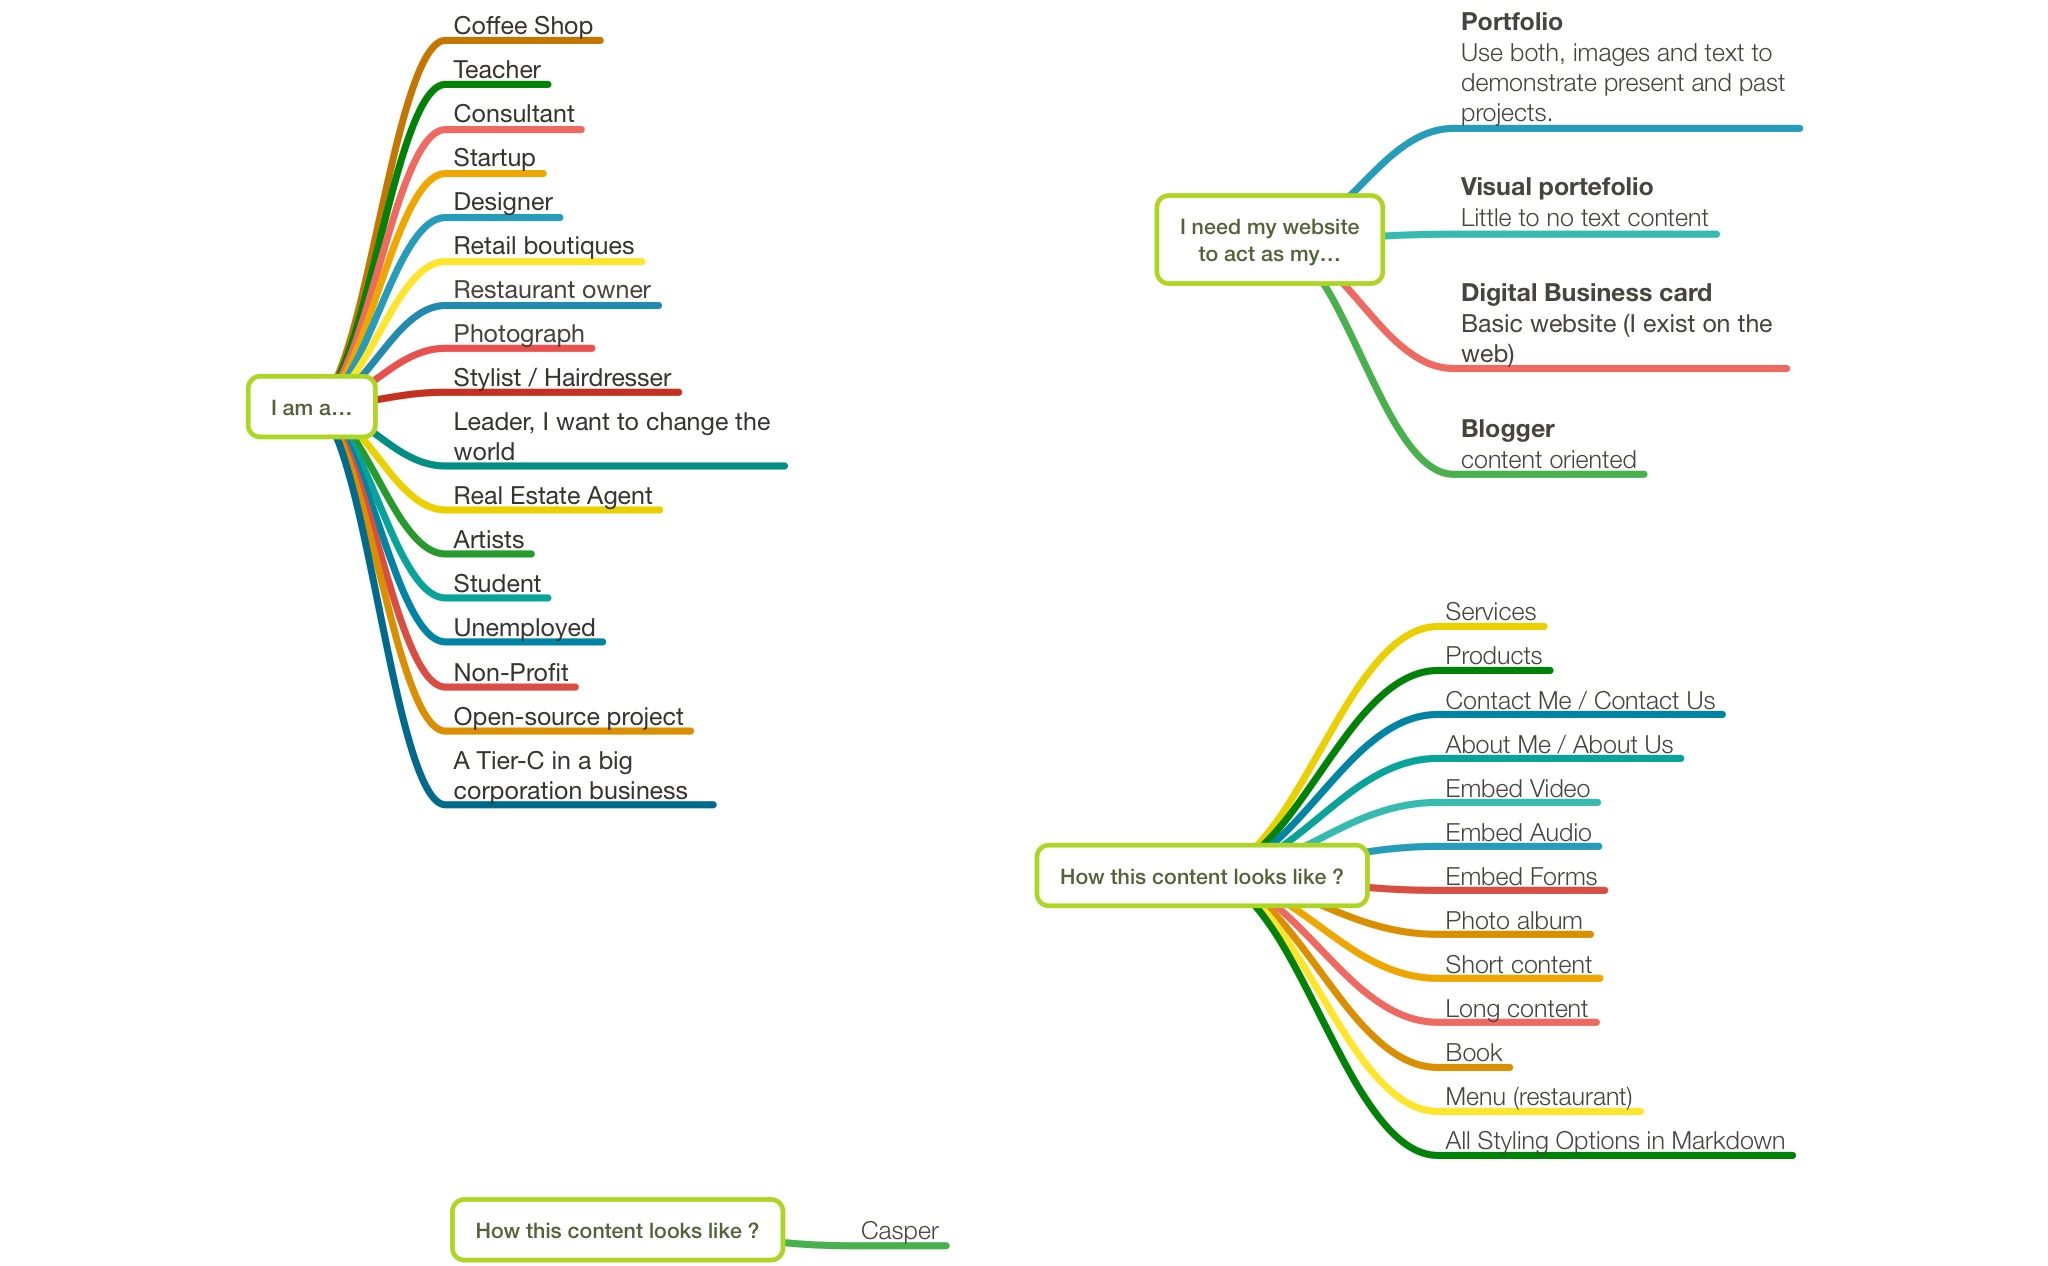 Coffee Shop
Teacher
Consultant
Startup
Designer
Retail boutiques
Restaurant owner
Photograph
Stylist / Hairdresser
I am a...
Leader, I want to change the
world
Real Estate Agent
Artists
Student
Unemployed
Non-Profit
Open-source project
A Tier-C in a big
corporation business
Portfolio
Use both, images and text to
demonstrate present and past
projects.
Visual portefolio
Little to no text content
I need my website
to act as my...
Digital Business card
Basic website (I exist on the
web)
Blogger
content oriented
Services
Products
Contact Me / Contact Us
About Me / About Us
Embed Video
Embed Audio
How this content looks like ?
Embed Forms
Photo album
Short content
Long content
Book
Menu (restaurant)
All Styling Options in Markdown
How this content looks like ?
Casper